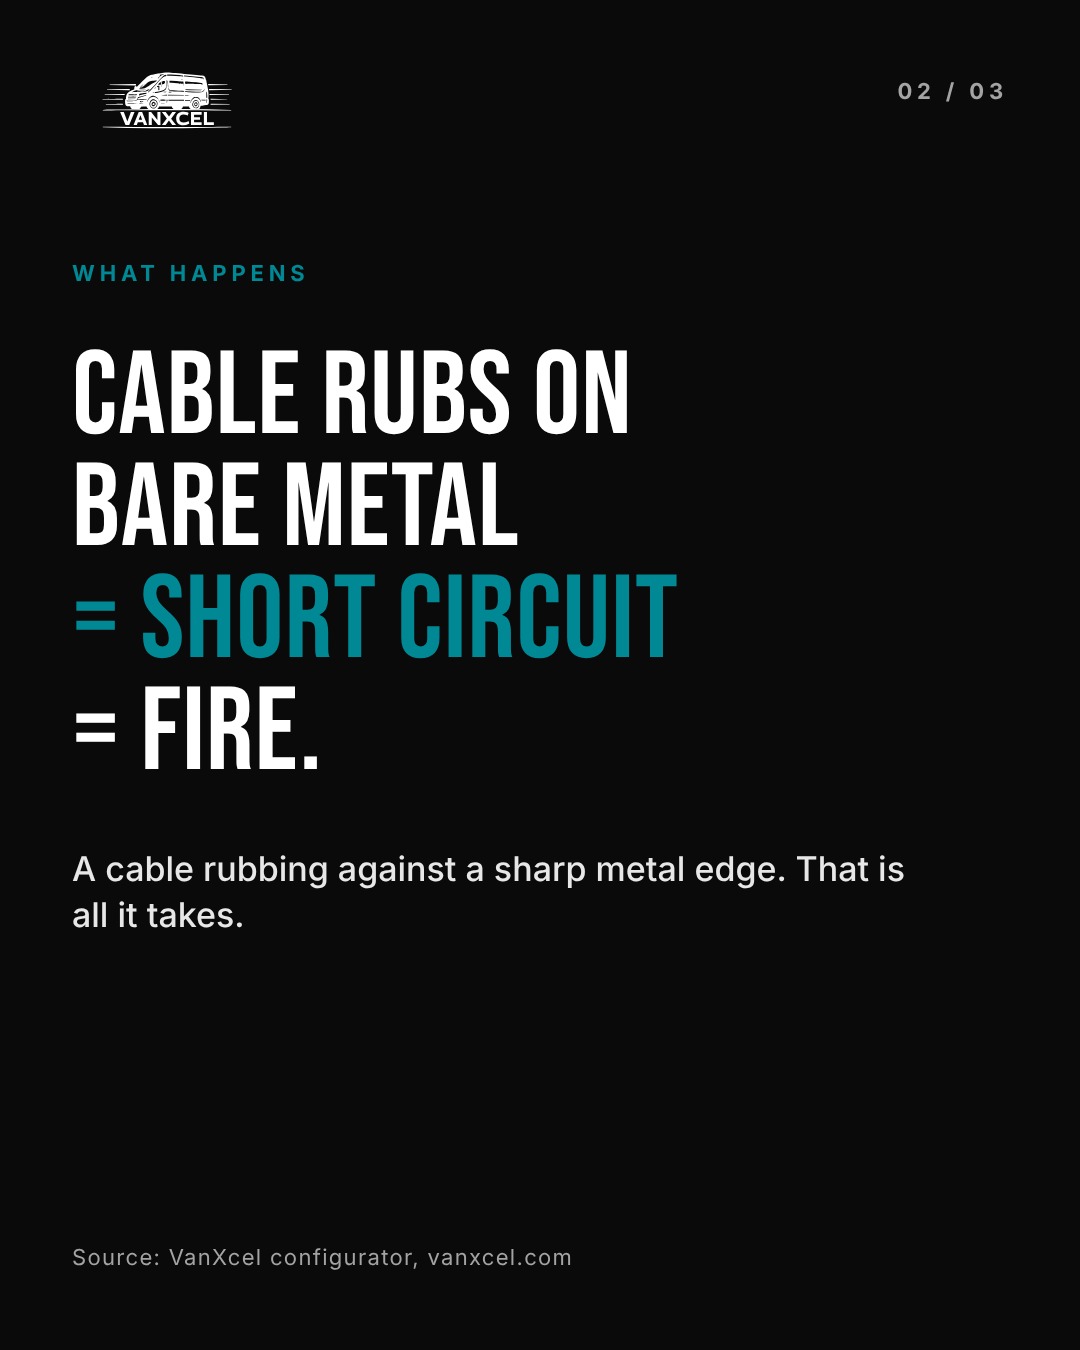 VANXCEL
02 / 03
WHAT HAPPENS
CABLE RUBS ON
BARE METAL
= SHORT CIRCUIT
= FIRE.
A cable rubbing against a sharp metal edge. That is
all it takes.
Source: VanXcel configurator, vanxcel.com